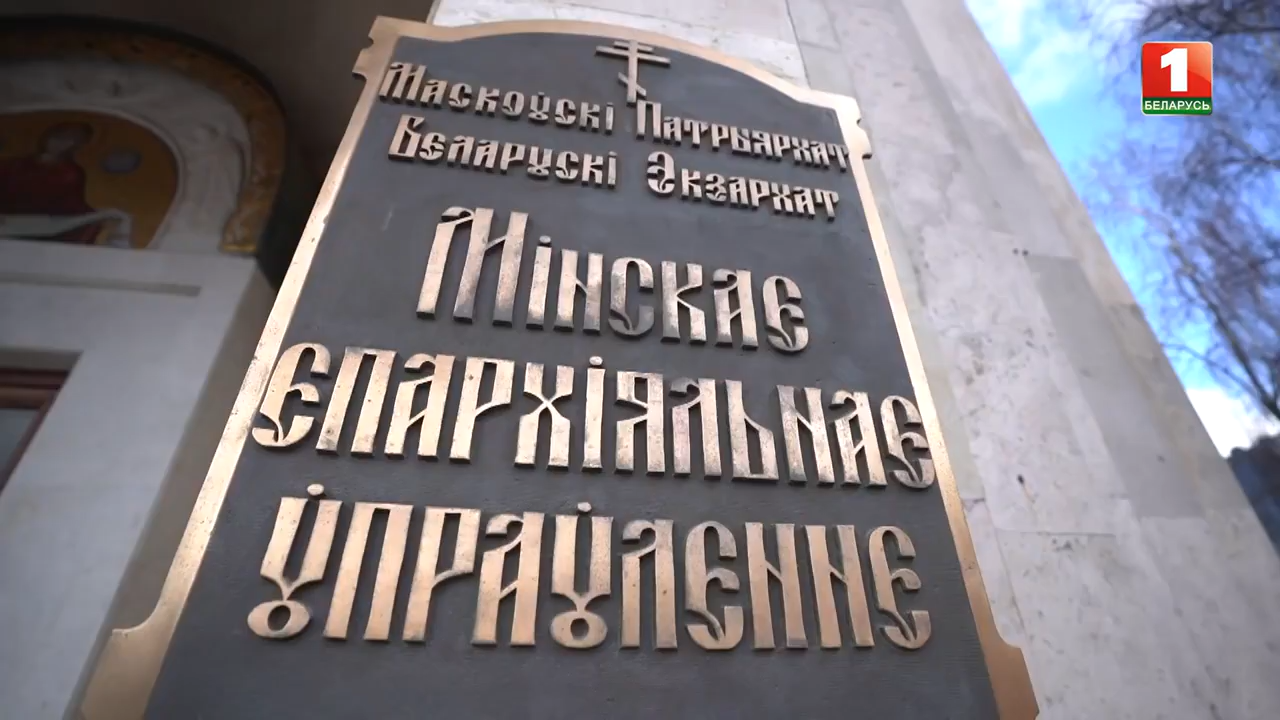 Маскоўскі Патрыярхат
Беларускі Экзархат
Мінскае
епархіяльнае
ўпраўленне
1
БЕЛАРУСЬ